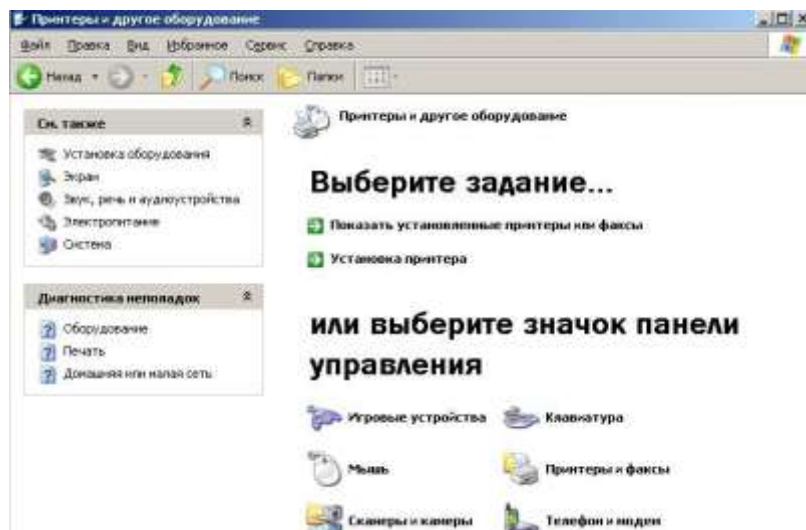 Принтеры и другое оборудование
Файл Правка Вид Избранное Сервис Справка
Назад Поиск Папки
См. также
Установка оборудования
Экран
Звук, речь и аудиоустройства
Электропитание
Система
Диагностика неполадок
Оборудование
Печать
Домашняя или малая сеть
Принтеры и другое оборудование
Выберите задание...
Показать установленные принтеры или факсы
Установка принтера
или выберите значок панели
управления
Игровые устройства Клавиатура
Мышь Принтеры и факсы
Сканеры и камеры Телефон и модем